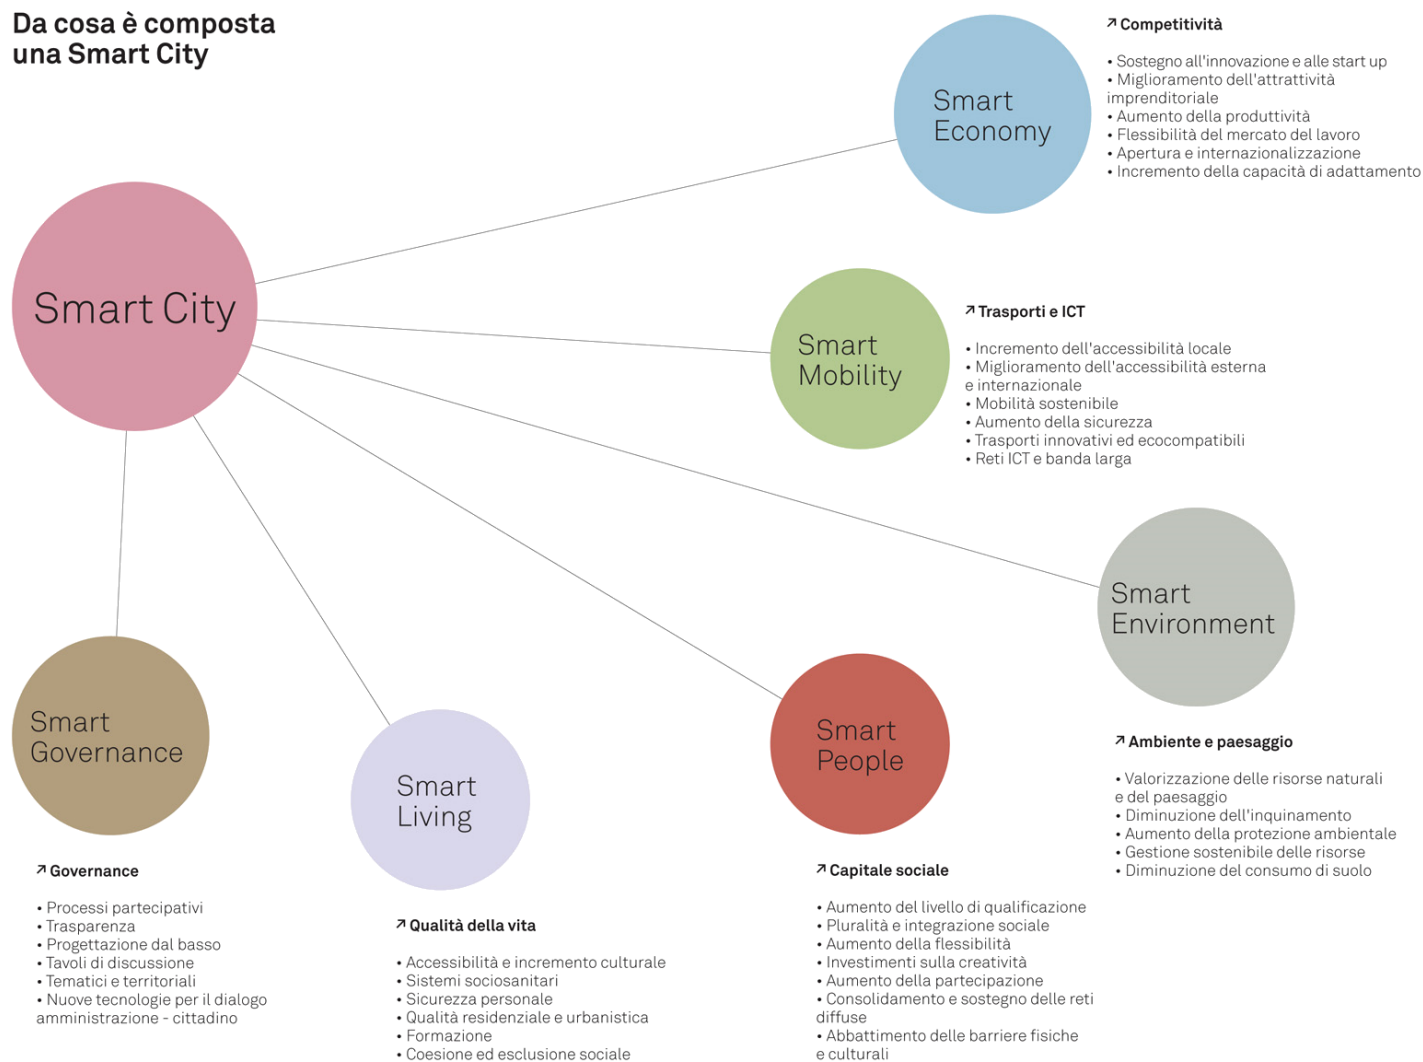 Da cosa è composta
una Smart City
Smart City
Smart
Economy
↗ Competitività
• Sostegno all'innovazione e alle start up
• Miglioramento dell'attrattività
imprenditoriale
• Aumento della produttività
• Flessibilità del mercato del lavoro
• Apertura e internazionalizzazione
• Incremento della capacità di adattamento
Smart
Mobility
↗ Trasporti e ICT
• Incremento dell'accessibilità locale
• Miglioramento dell'accessibilità esterna
e internazionale
• Mobilità sostenibile
• Aumento della sicurezza
• Trasporti innovativi ed ecocompatibili
• Reti ICT e banda larga
Smart
Environment
↗ Ambiente e paesaggio
• Valorizzazione delle risorse naturali
e del paesaggio
• Diminuzione dell'inquinamento
• Aumento della protezione ambientale
• Gestione sostenibile delle risorse
• Diminuzione del consumo di suolo
Smart
People
↗ Capitale sociale
• Aumento del livello di qualificazione
• Pluralità e integrazione sociale
• Aumento della flessibilità
• Investimenti sulla creatività
• Aumento della partecipazione
• Consolidamento e sostegno delle reti
diffuse
• Abbattimento delle barriere fisiche
e culturali
Smart
Living
↗ Qualità della vita
• Accessibilità e incremento culturale
• Sistemi sociosanitari
• Sicurezza personale
• Qualità residenziale e urbanistica
• Formazione
• Coesione ed esclusione sociale
Smart
Governance
↗ Governance
• Processi partecipativi
• Trasparenza
• Progettazione dal basso
• Tavoli di discussione
• Tematici e territoriali
• Nuove tecnologie per il dialogo
amministrazione - cittadino